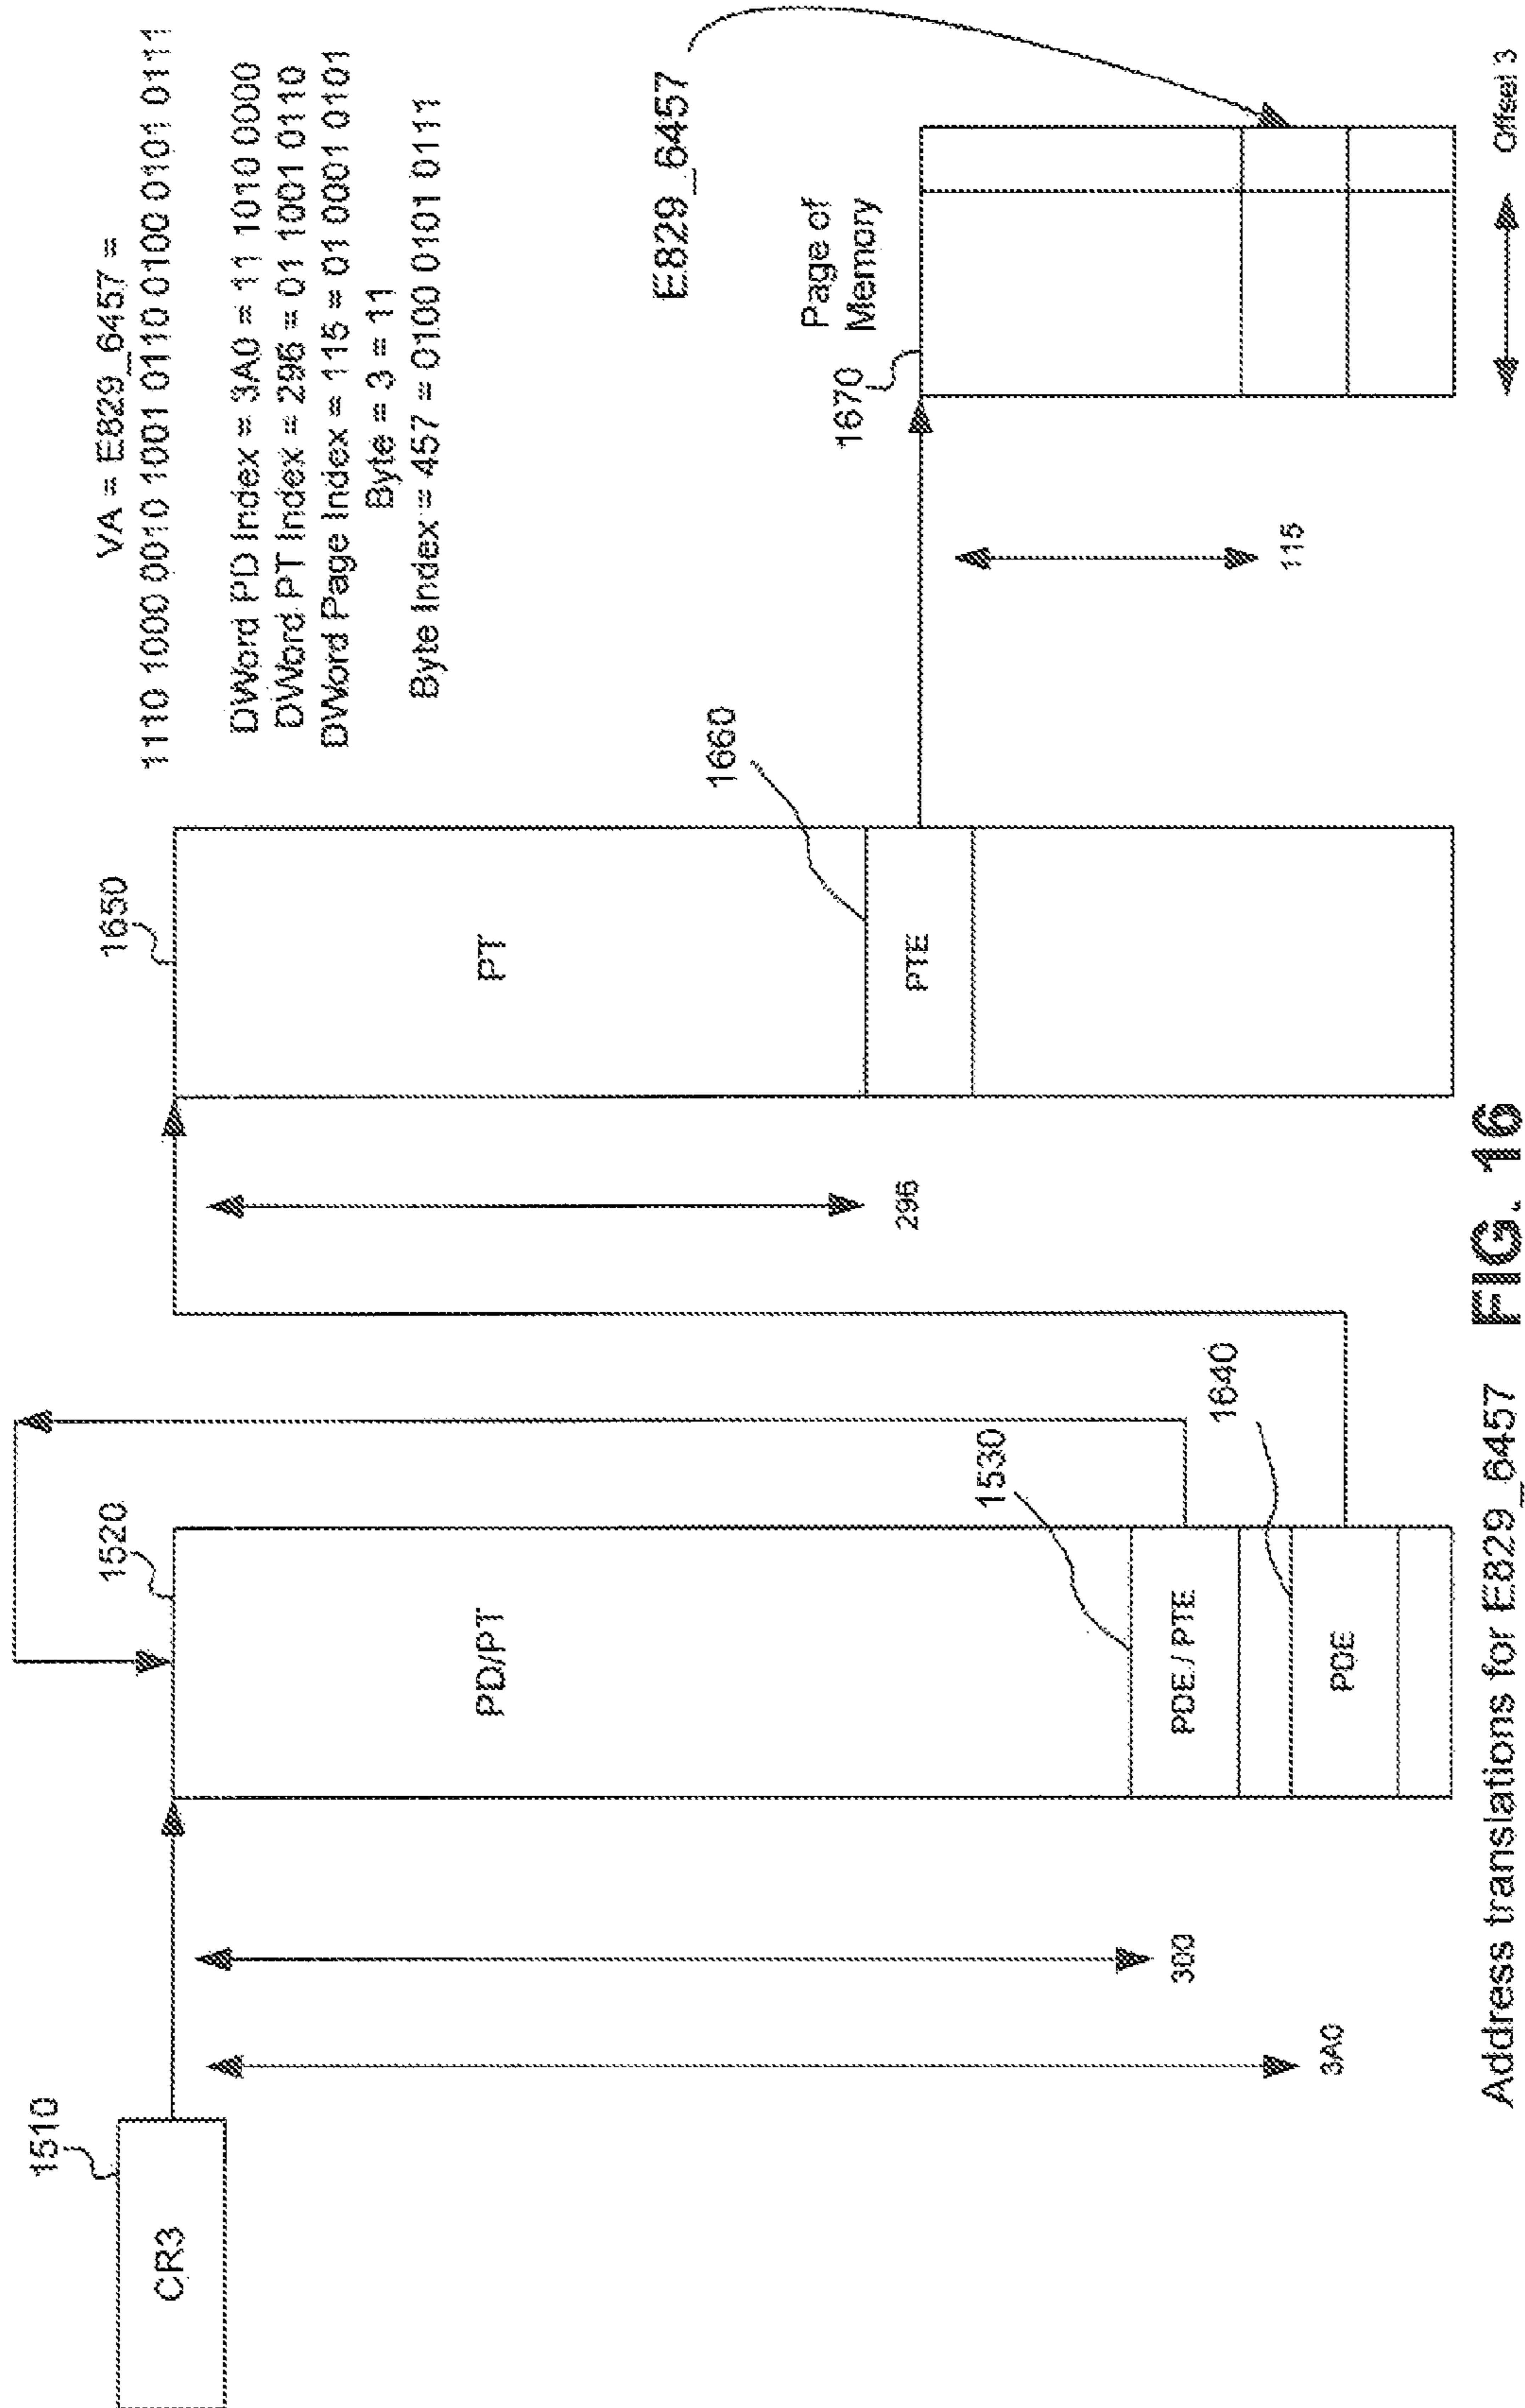 1510
CR3
3A0
300
1520
PD/PT
1530
PDE / PTE
1640
PDE
296
1650
PT
1660
PTE
VA = E829_6457 =
1110 1000 0010 1001 0110 0100 0101 0111
DWord PD Index = 3A0 = 11 1010 0000
DWord PT Index = 296 = 01 1001 0110
DWord Page Index = 115 = 01 0001 0101
Byte = 3 = 11
Byte Index = 457 = 0100 0101 0111
E829_6457
Page of
Memory
1670
115
Offset 3
Address translations for E829_6457
FIG. 16